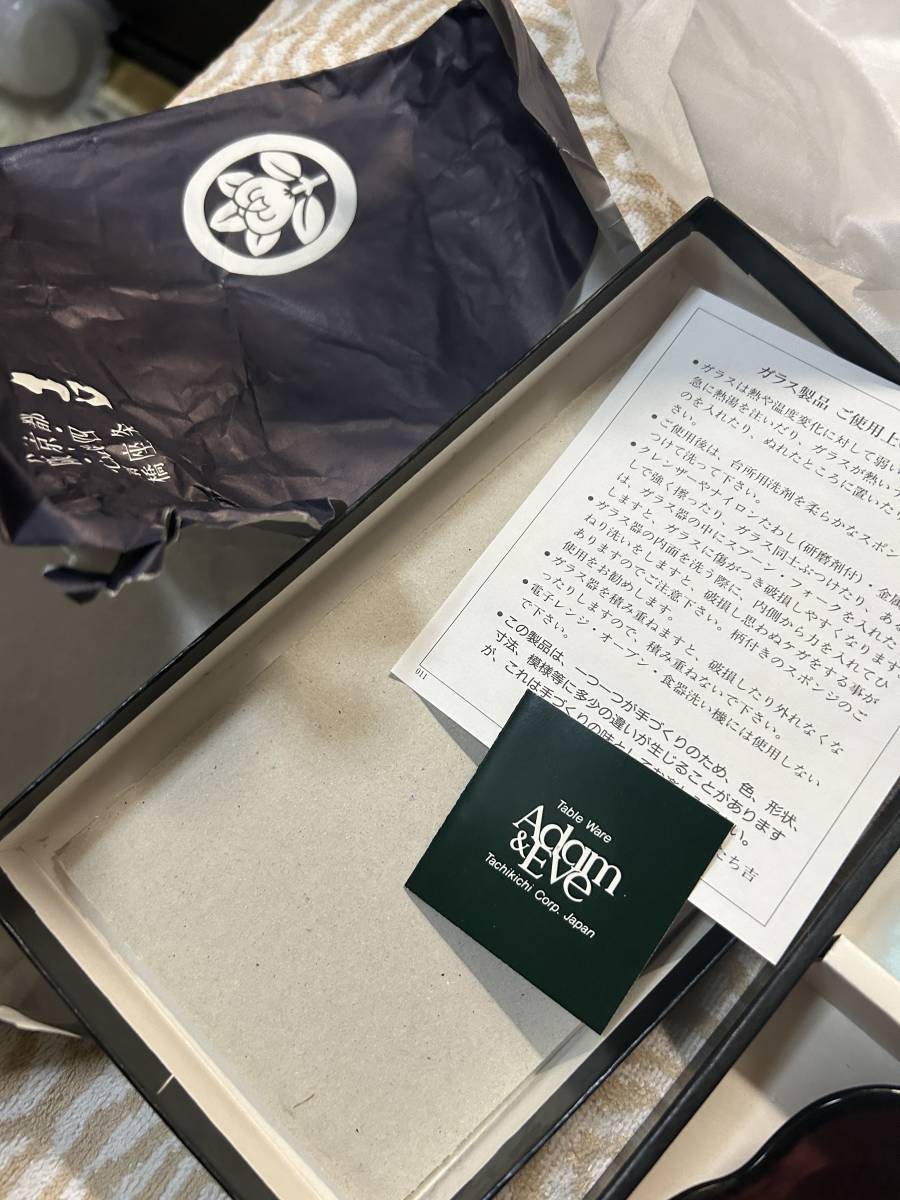 ち吉
ガラス製品 ご使用上
●ガラスは熱や温度変化に対して弱い
急に熱湯を注いだり、ガラスが熱い
のを入れたり、ぬれたところに置いたり
さい。
●ご使用後は、台所用洗剤を柔らかなスポン
つけて洗って下さい。
●クレンザーやナイロンたわし(研磨剤付)・金属
しで強く擦ったり、ガラス同士ぶつけたり、ある
は、ガラス器の中にスプーン・フォークを入れた
しますと、ガラスに傷がつき破損しやすくなります
●ガラス器の内面を洗う際に、内側から力を入れてひ
ねり洗いをしますと、破損し思わぬケガをする事が
ありますのでご注意下さい。柄付きのスポンジのご
使用をお勧めします。
●ガラス器を積み重ねますと、破損したり外れなくな
ったりしますので、積み重ねないで下さい。
●電子レンジ・オーブン・食器洗い機には使用しない
で下さい。
●この製品は、一つ一つが手づくりのため、色、形状、
寸法、模様等に多少の違いが生じることがあります
が、これは手づくりの味として
い。
たち吉
011
Table Ware
Adam
&Eve
Tachikichi Corp. Japan